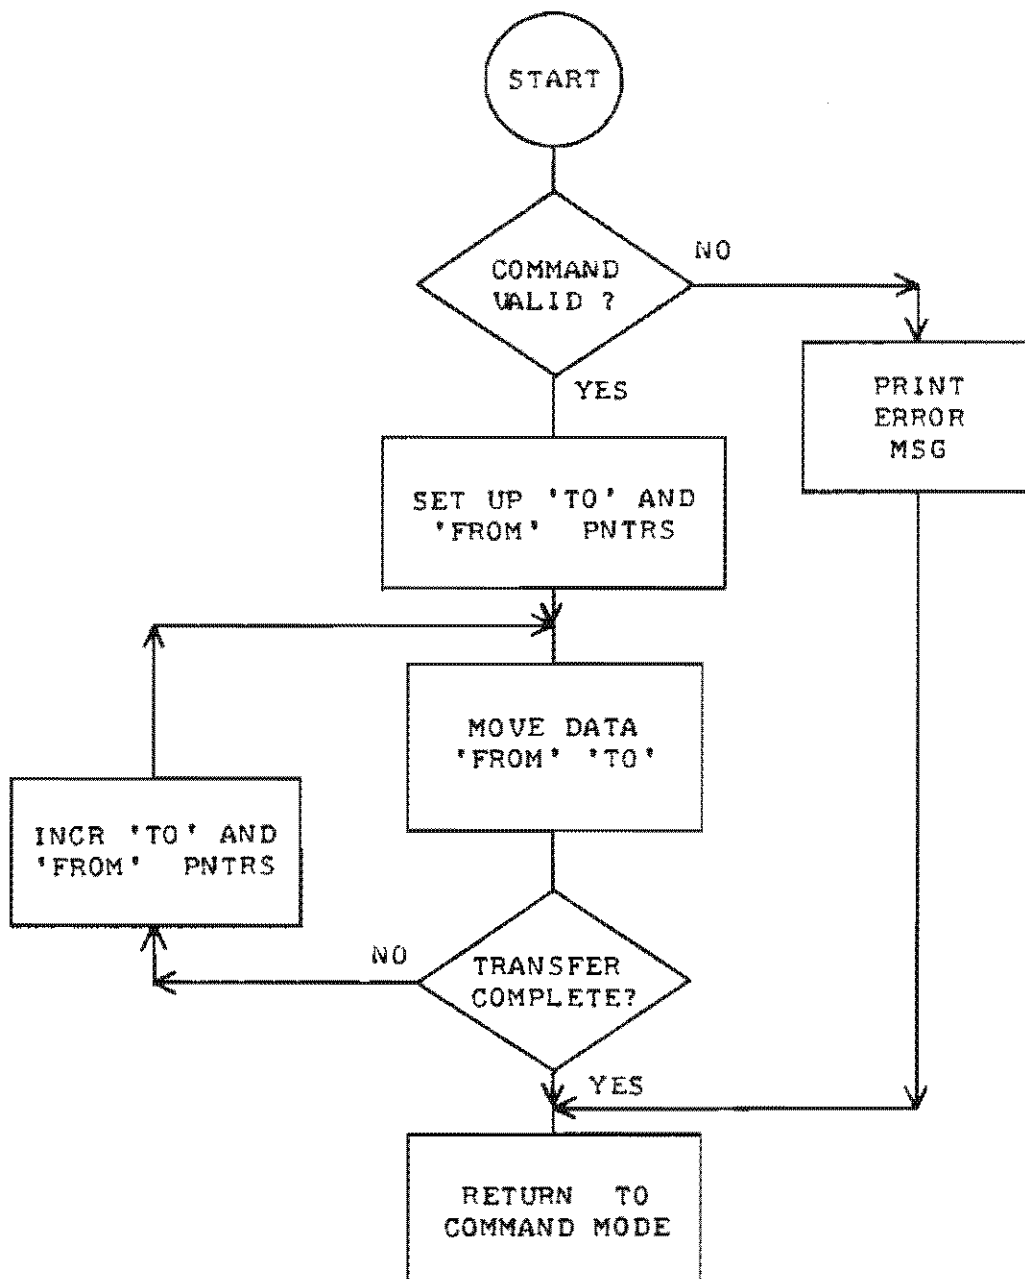 START
COMMAND
VALID ?
NO
YES
PRINT
ERROR
MSG
SET UP 'TO' AND
'FROM' PNTRS
MOVE DATA
'FROM' 'TO'
INCR 'TO' AND
'FROM' PNTRS
NO
TRANSFER
COMPLETE?
YES
RETURN TO
COMMAND MODE